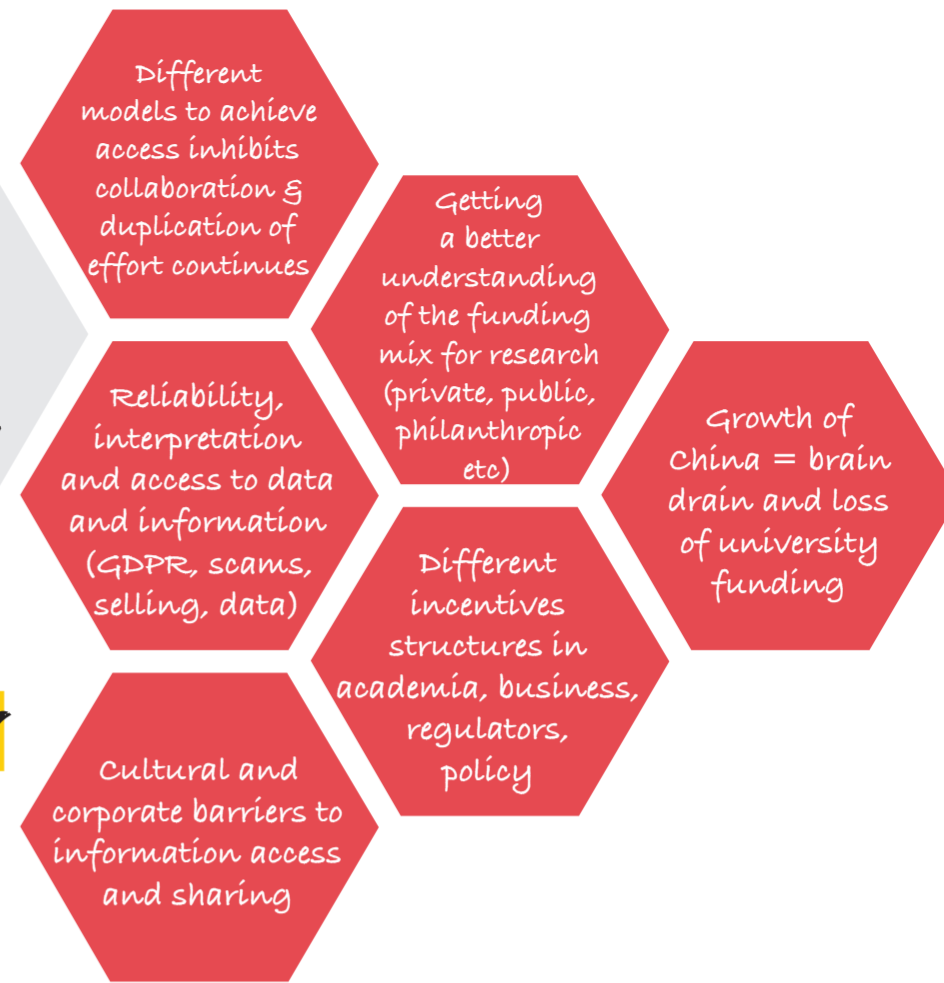 Different
models to achieve
access inhibits
collaboration &
duplication of
effort continues
Getting
a better
understanding
of the funding
mix for research
(private, public,
philanthropic
etc)
Reliability,
interpretation
and access to data
and information
(GDPR, scams,
selling, data)
Growth of
China = brain
drain and loss
of university
funding
Different
incentives
structures in
academia, business,
regulators,
policy
Cultural and
corporate barriers to
information access
and sharing